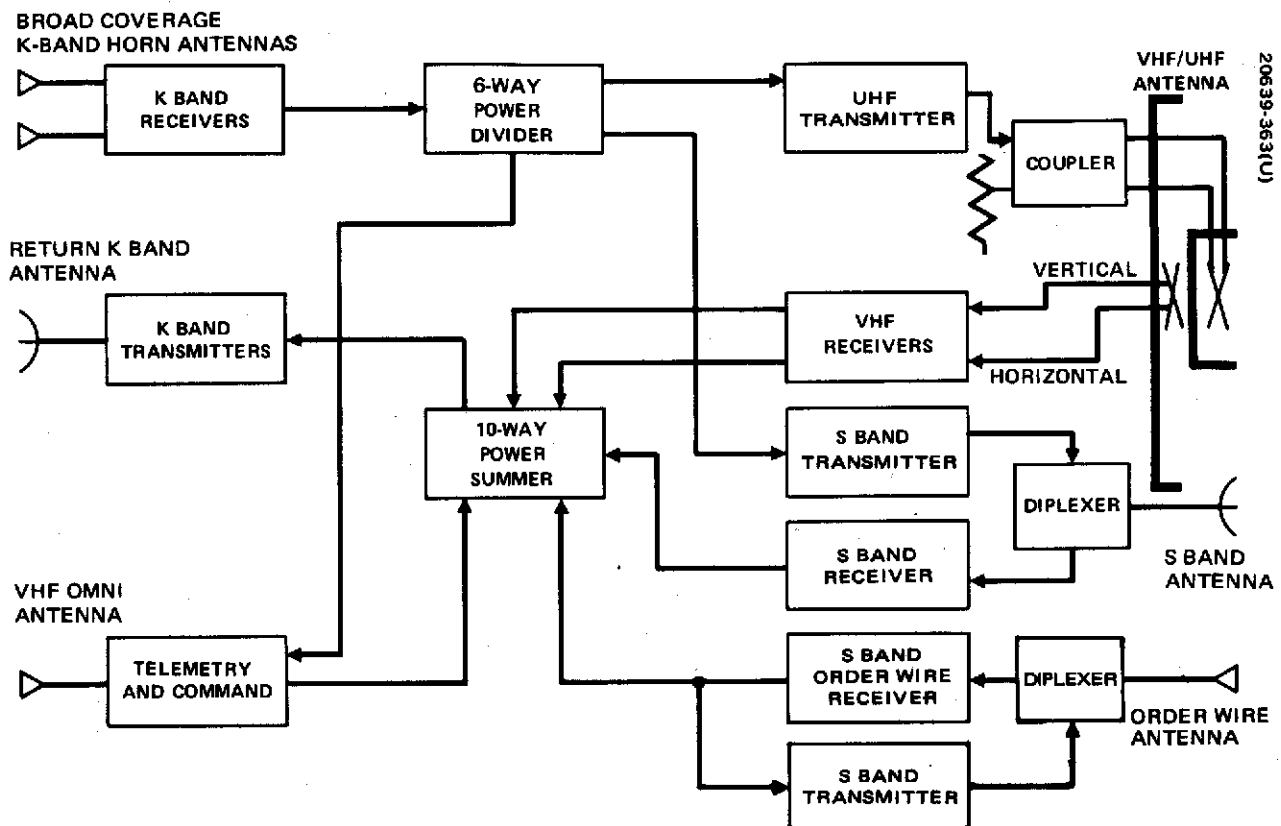 BROAD COVERAGE
K-BAND HORN ANTENNAS
K BAND
RECEIVERS
6-WAY
POWER
DIVIDER
UHF
TRANSMITTER
COUPLER
VHF/UHF
ANTENNA
20639-363(U)
RETURN K BAND
ANTENNA
K BAND
TRANSMITTERS
VERTICAL
VHF
RECEIVERS
HORIZONTAL
10-WAY
POWER
SUMMER
S BAND
TRANSMITTER
DIPLEXER
S BAND
RECEIVER
S BAND
ANTENNA
VHF OMNI
ANTENNA
TELEMETRY
AND COMMAND
S BAND
ORDER WIRE
RECEIVER
DIPLEXER
ORDER WIRE
ANTENNA
S BAND
TRANSMITTER